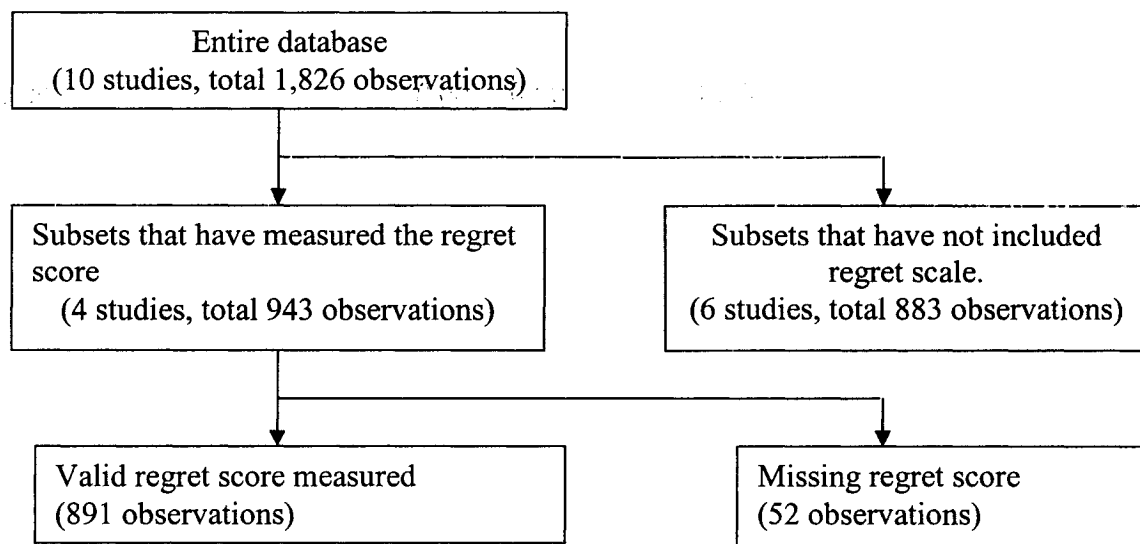 Entire database
(10 studies, total 1,826 observations)
Subsets that have measured the regret
score
(4 studies, total 943 observations)
Subsets that have not included
regret scale.
(6 studies, total 883 observations)
Valid regret score measured
(891 observations)
Missing regret score
(52 observations)